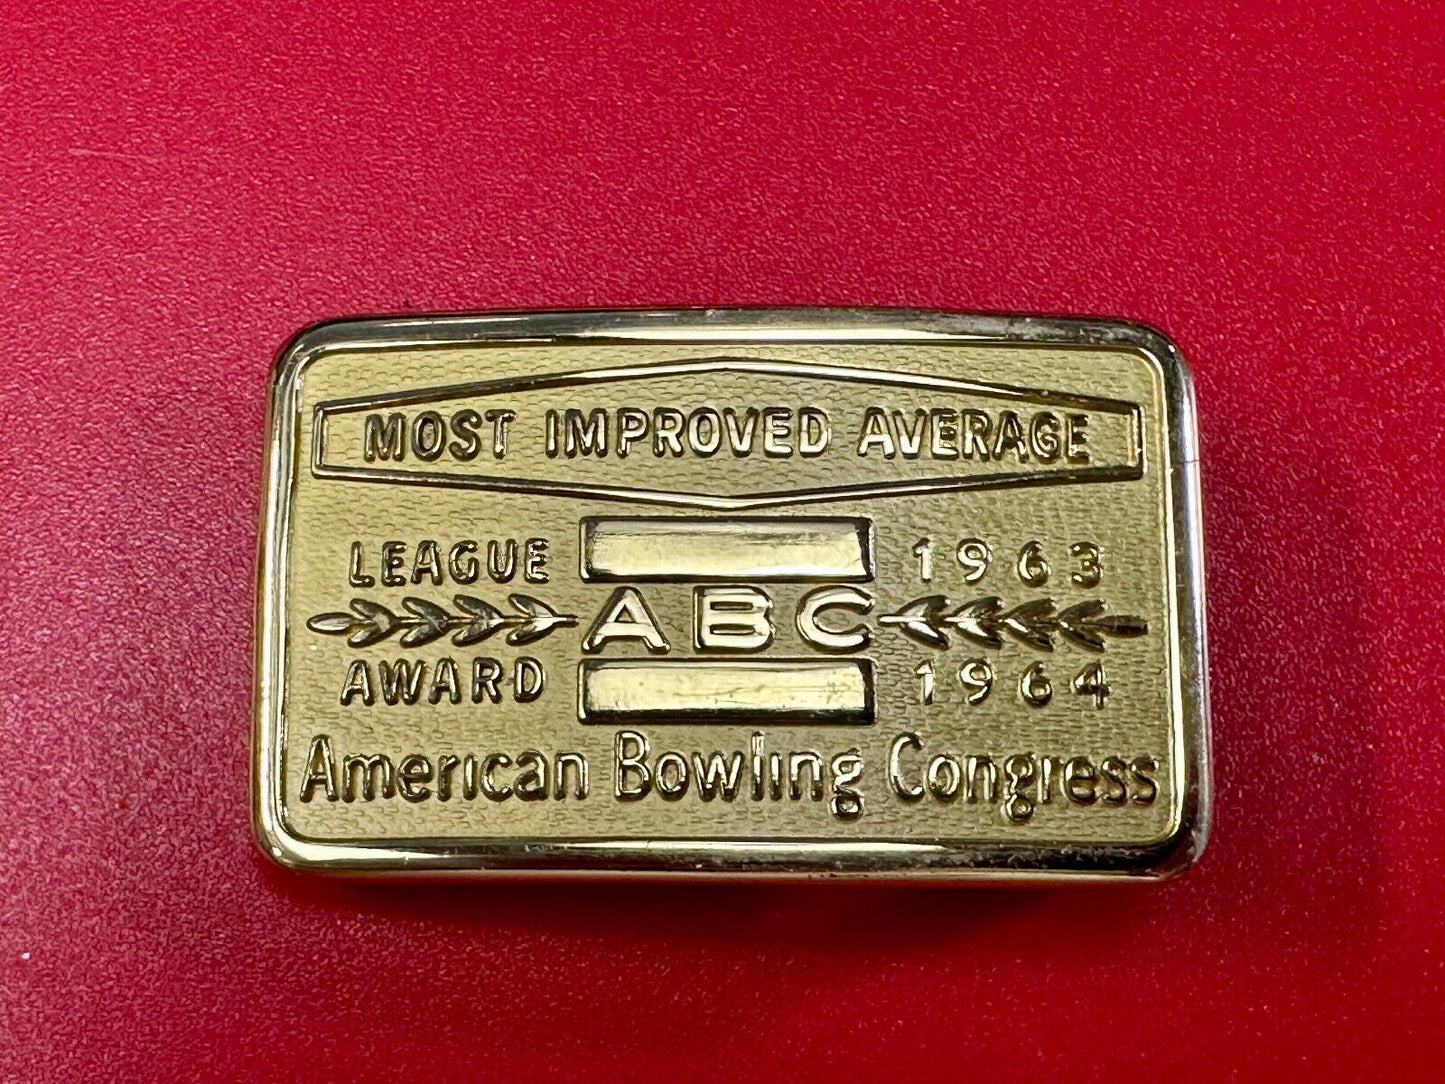 MOST IMPROVED AVERAGE
LEAGUE 1963
ABC
AWARD 1964
American Bowling Congress